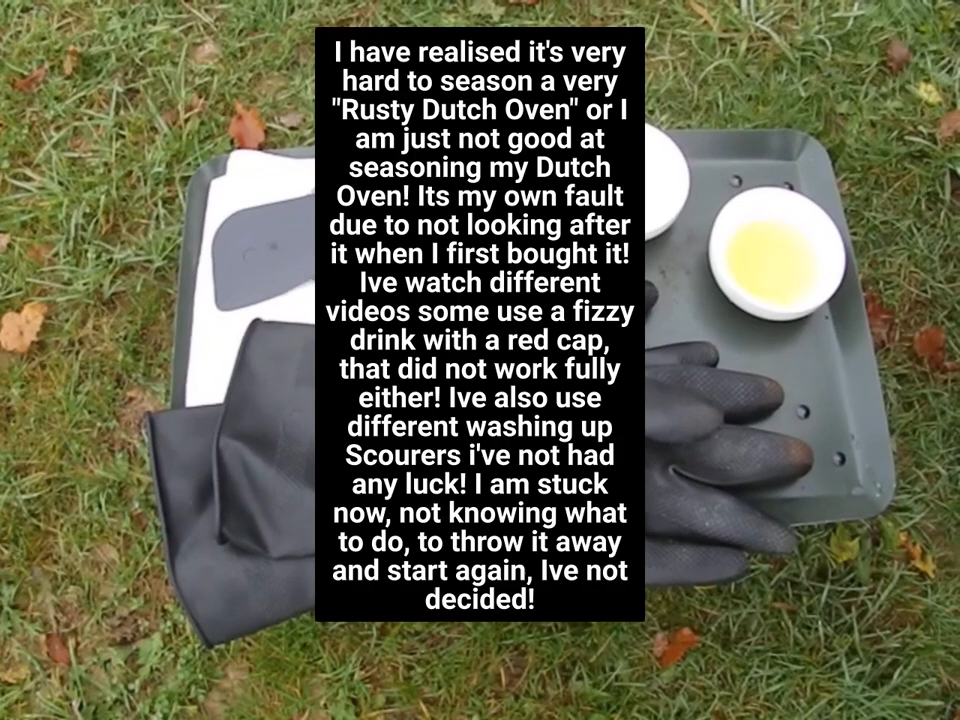 I have realised it's very
hard to season a very
"Rusty Dutch Oven" or I
am just not good at
seasoning my Dutch
Oven! Its my own fault
due to not looking after
it when I first bought it!
Ive watch different
videos some use a fizzy
drink with a red cap,
that did not work fully
either! Ive also use
different washing up
Scourers i've not had
any luck! I am stuck
now, not knowing what
to do, to throw it away
and start again, Ive not
decided!